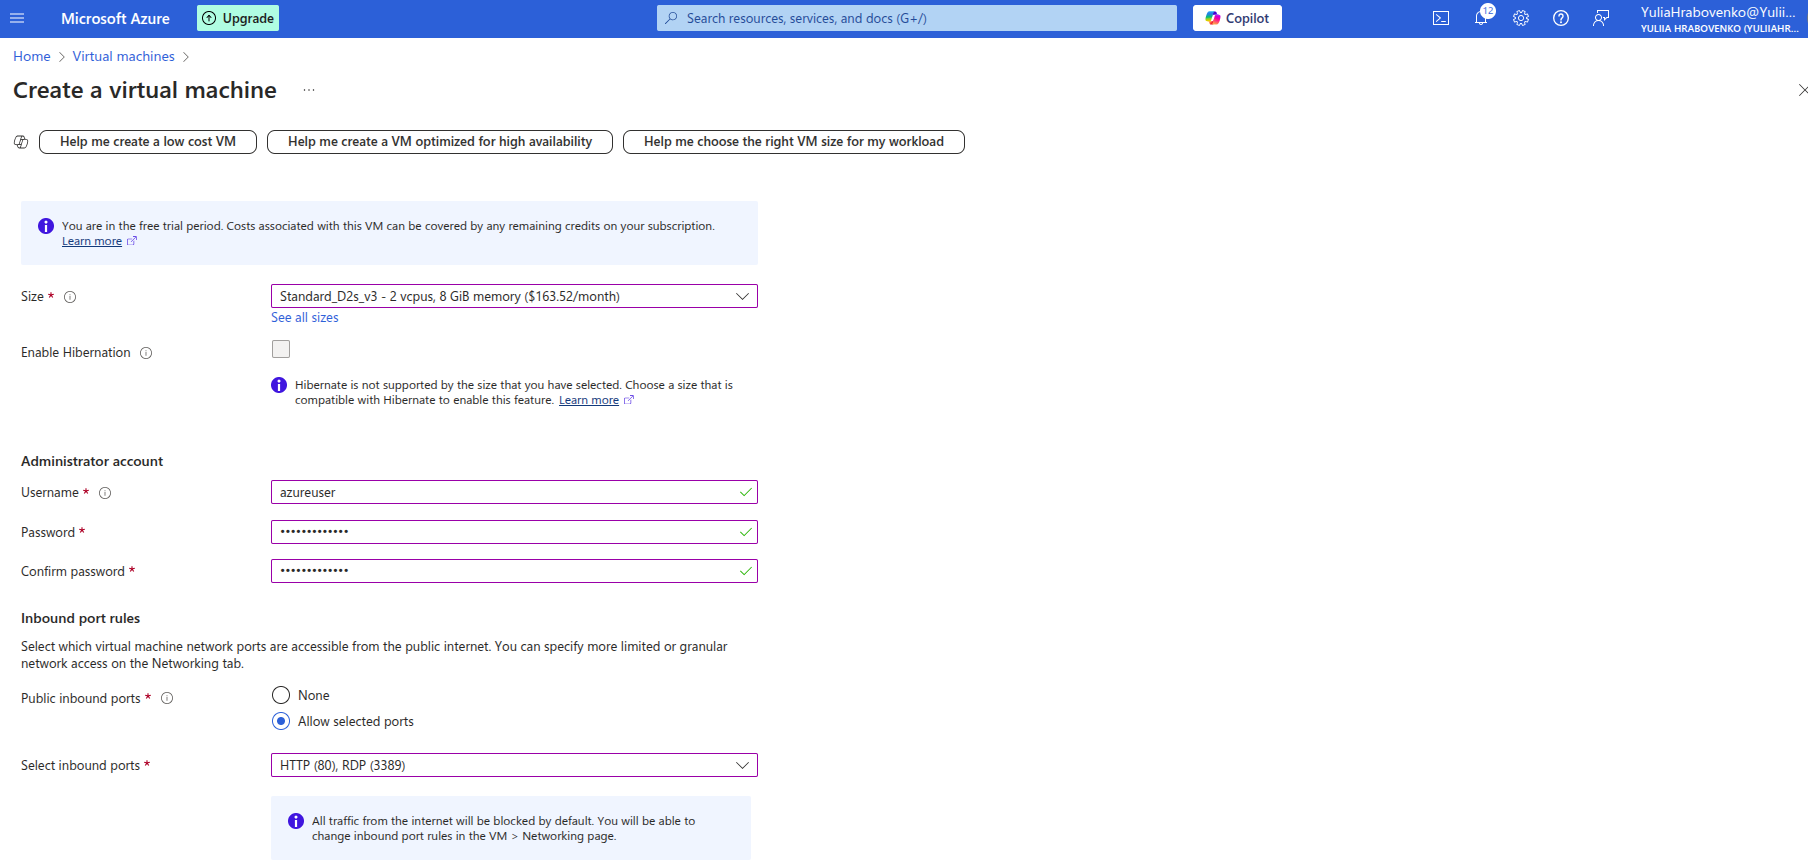 Microsoft Azure
Upgrade
Search resources, services, and docs (G+/)
Copilot
12
YuliaHrabovenko@Yulii...
YULIIA HRABOVENKO (YULIIAHR...
Home > Virtual machines >
Create a virtual machine ...
Help me create a low cost VM
Help me create a VM optimized for high availability
Help me choose the right VM size for my workload
You are in the free trial period. Costs associated with this VM can be covered by any remaining credits on your subscription.
Learn more
Size *
Standard_D2s_v3 - 2 vcpus, 8 GiB memory ($163.52/month)
See all sizes
Enable Hibernation
Hibernate is not supported by the size that you have selected. Choose a size that is
compatible with Hibernate to enable this feature. Learn more
Administrator account
Username *
azureuser
Password *
•••••••••••••
Confirm password *
•••••••••••••
Inbound port rules
Select which virtual machine network ports are accessible from the public internet. You can specify more limited or granular
network access on the Networking tab.
Public inbound ports *
None
Allow selected ports
Select inbound ports *
HTTP (80), RDP (3389)
All traffic from the internet will be blocked by default. You will be able to
change inbound port rules in the VM > Networking page.